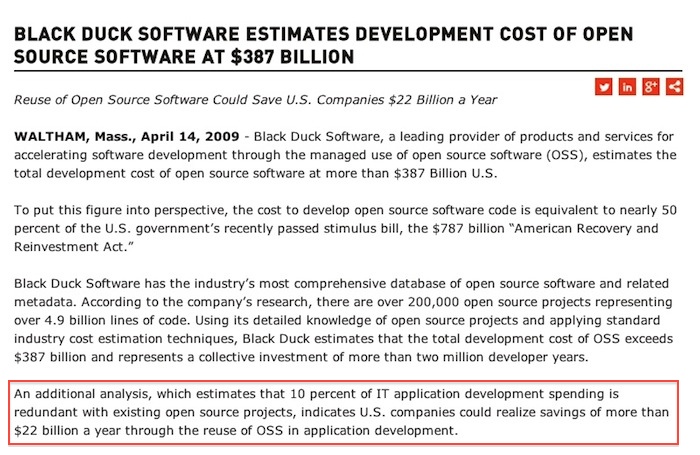 BLACK DUCK SOFTWARE ESTIMATES DEVELOPMENT COST OF OPEN
SOURCE SOFTWARE AT $387 BILLION
Reuse of Open Source Software Could Save U.S. Companies $22 Billion a Year
WALTHAM, Mass., April 14, 2009 - Black Duck Software, a leading provider of products and services for
accelerating software development through the managed use of open source software (OSS), estimates the
total development cost of open source software at more than $387 Billion U.S.
To put this figure into perspective, the cost to develop open source software code is equivalent to nearly 50
percent of the U.S. government’s recently passed stimulus bill, the $787 billion “American Recovery and
Reinvestment Act.”
Black Duck Software has the industry’s most comprehensive database of open source software and related
metadata. According to the company’s research, there are over 200,000 open source projects representing
over 4.9 billion lines of code. Using its detailed knowledge of open source projects and applying standard
industry cost estimation techniques, Black Duck estimates that the total development cost of OSS exceeds
$387 billion and represents a collective investment of more than two million developer years.
An additional analysis, which estimates that 10 percent of IT application development spending is
redundant with existing open source projects, indicates U.S. companies could realize savings of more than
$22 billion a year through the reuse of OSS in application development.